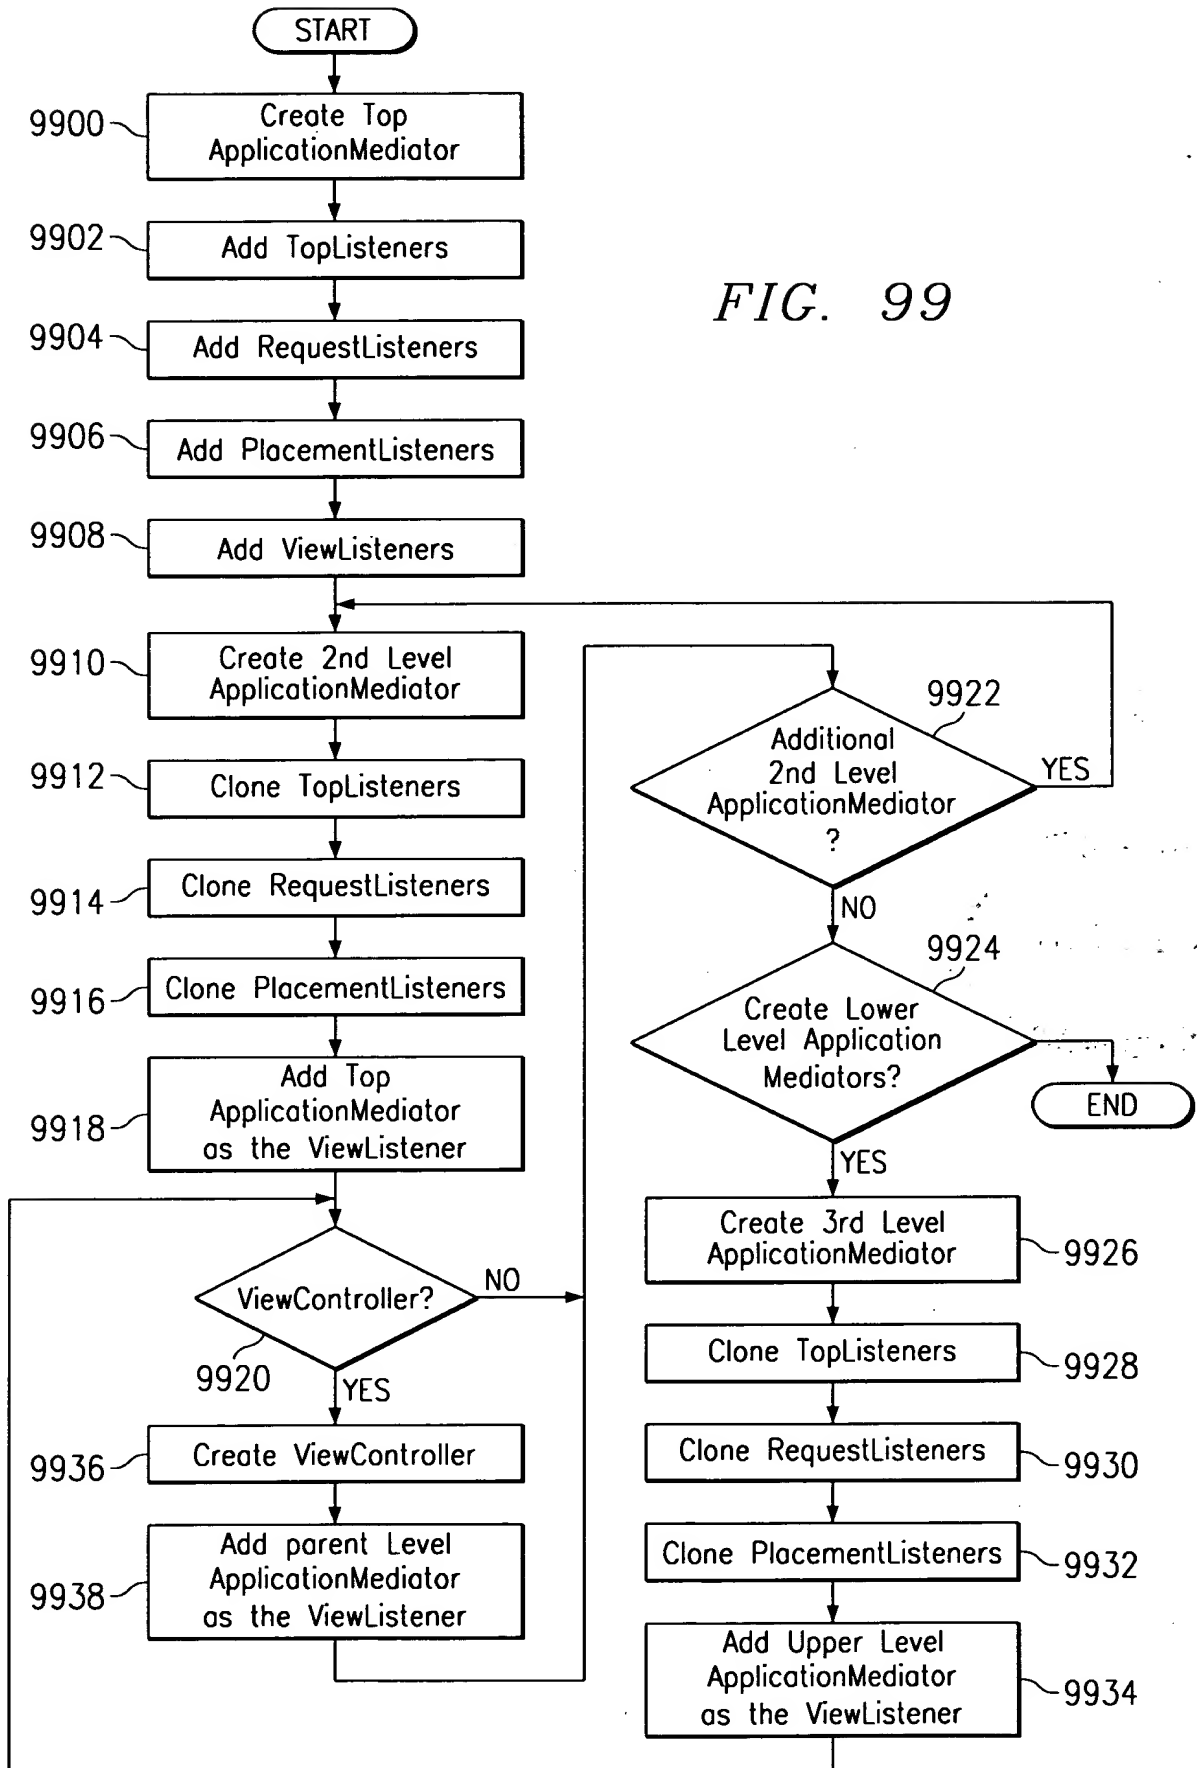 START
9900
Create Top
ApplicationMediator
9902
Add TopListeners
FIG. 99
9904
Add RequestListeners
9906
Add PlacementListeners
9908
Add ViewListeners
9910
Create 2nd Level
ApplicationMediator
9912
Clone TopListeners
9914
Clone RequestListeners
9916
Clone PlacementListeners
9918
Add Top
ApplicationMediator
as the ViewListener
ViewController?
NO
9920
YES
9936
Create ViewController
9938
Add parent Level
ApplicationMediator
as the ViewListener
9922
Additional
2nd Level
ApplicationMediator
?
YES
NO
9924
Create Lower
Level Application
Mediators?
END
YES
Create 3rd Level
ApplicationMediator
9926
Clone TopListeners
9928
Clone RequestListeners
9930
Clone PlacementListeners
9932
Add Upper Level
ApplicationMediator
as the ViewListener
9934